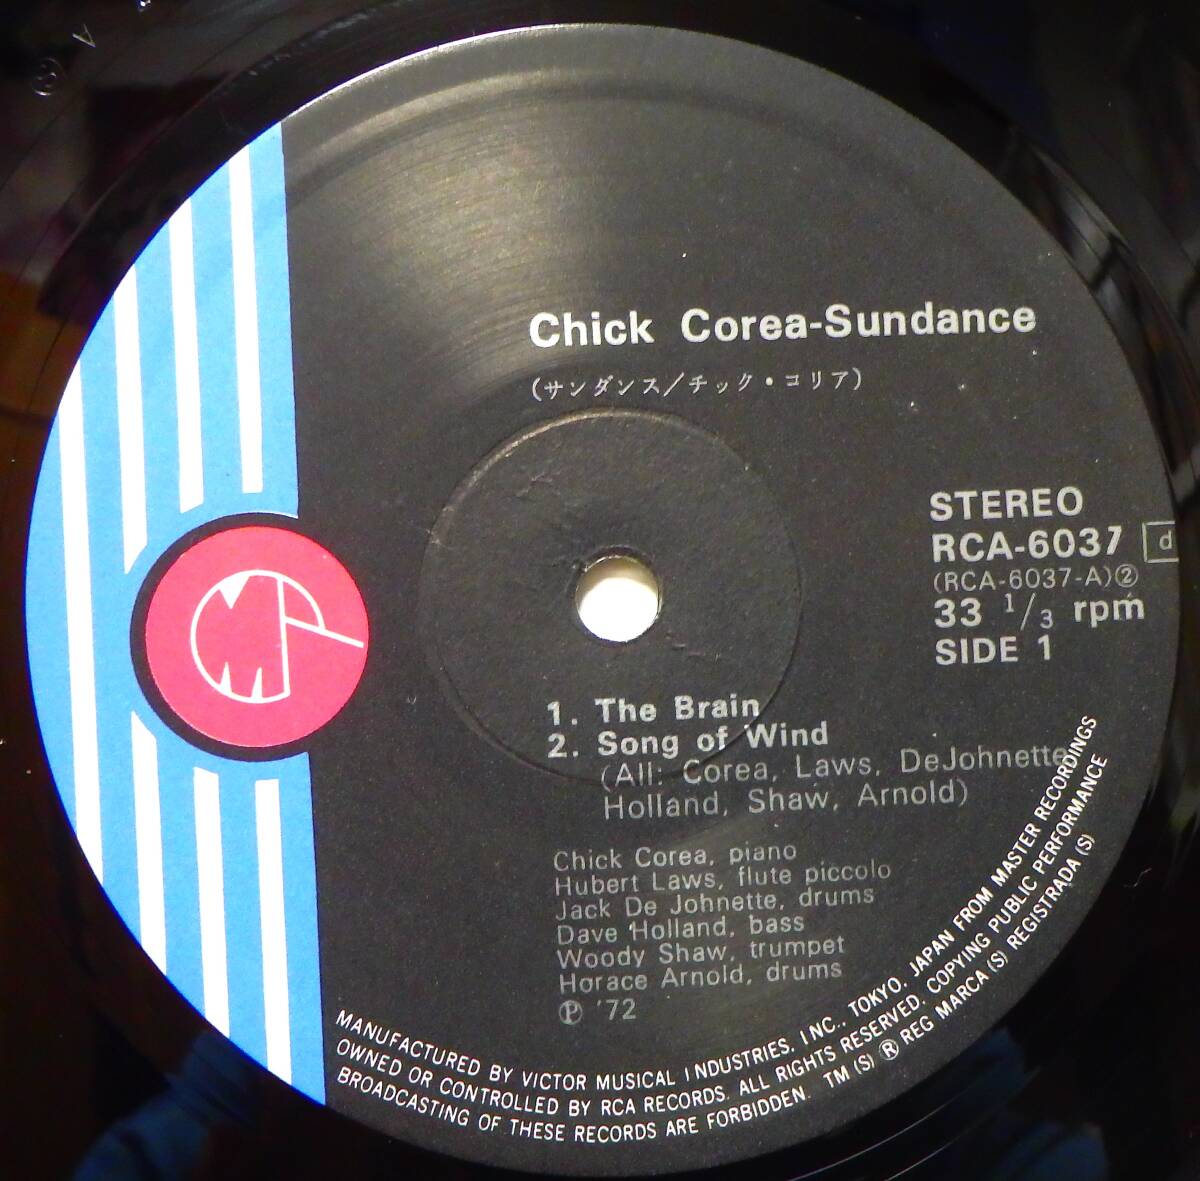 Chick Corea-Sundance
(サンダンス/チック・コリア)
STEREO
RCA-6037 d
(RCA-6037-A)②
33 1/3 rpm
SIDE 1
1. The Brain
2. Song of Wind
(All: Corea, Laws, DeJohnette
Holland, Shaw, Arnold)
Chick Corea, piano
Hubert Laws, flute piccolo
Jack De Johnette, drums
Dave Holland, bass
Woody Shaw, trumpet
Horace Arnold, drums
Ⓟ '72
MANUFACTURED BY VICTOR MUSICAL INDUSTRIES, INC., TOKYO, JAPAN FROM MASTER RECORDINGS
OWNED OR CONTROLLED BY RCA RECORDS. ALL RIGHTS RESERVED. COPYING PUBLIC PERFORMANCE
BROADCASTING OF THESE RECORDS ARE FORBIDDEN. TM (S) ® REG MARCA (S) REGISTRADA (S)